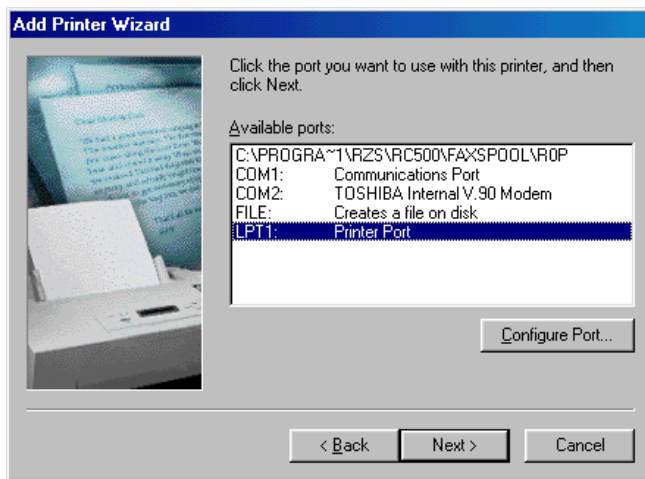 Add Printer Wizard
Click the port you want to use with this printer, and then
click Next.
Available ports:
C:\PROGRA~1\RZS\RC500\FAXSPOOL\R0P
COM1: Communications Port
COM2: TOSHIBA Internal V.90 Modem
FILE: Creates a file on disk
LPT1: Printer Port
Configure Port...
< Back
Next >
Cancel